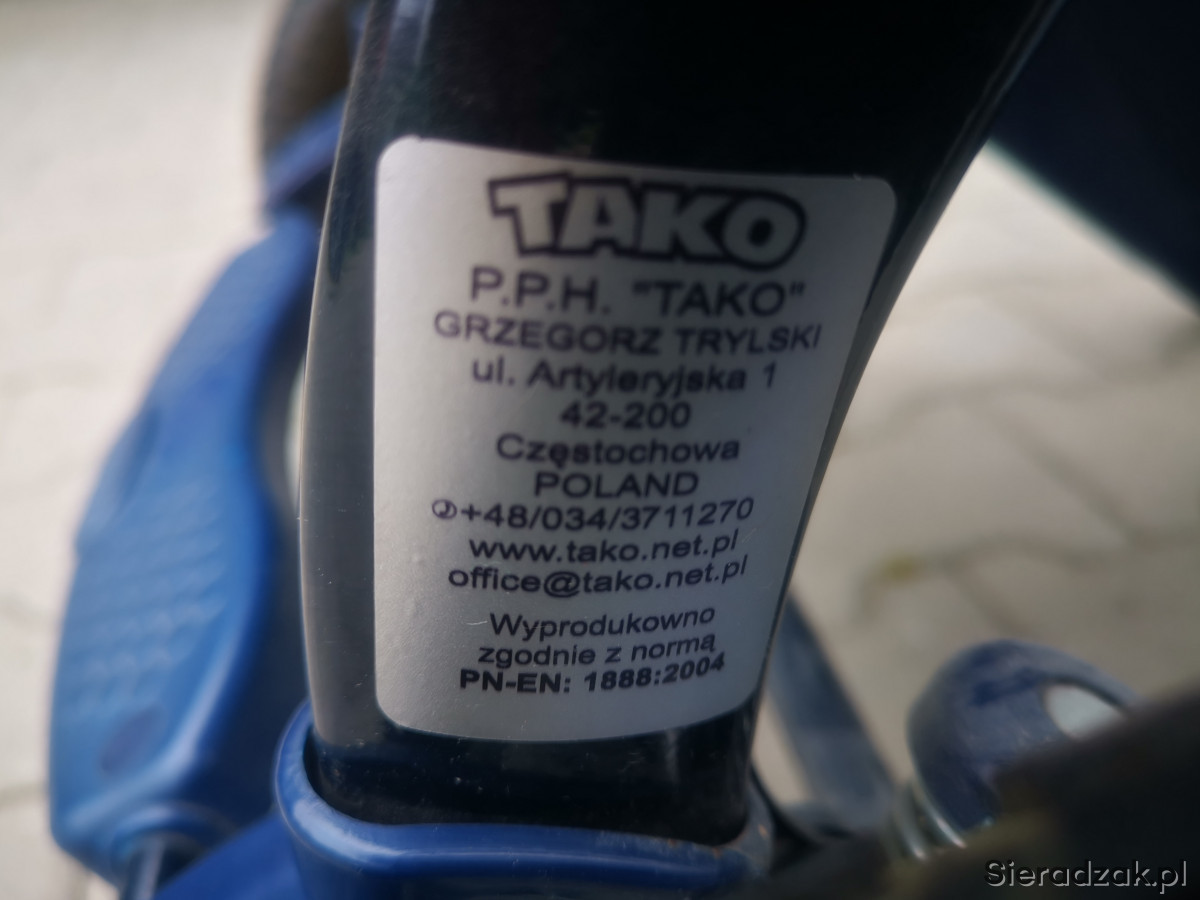 TAKO
P.P.H. "TAKO"
GRZEGORZ TRYLSKI
ul. Artyleryjska 1
42-200
Częstochowa
POLAND
✆+48/034/3711270
www.tako.net.pl
office@tako.net.pl
Wyprodukowno
zgodnie z normą
PN-EN: 1888:2004
Sieradzak.pl